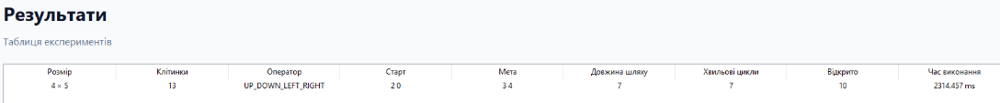 Результати
Таблиця експериментів
Розмір Клітинки Оператор Старт Мета Довжина шляху Хвильові цикли Відкрито Час виконання
4 × 5 13 UP_DOWN_LEFT_RIGHT 2 0 3 4 7 7 10 2314.457 ms